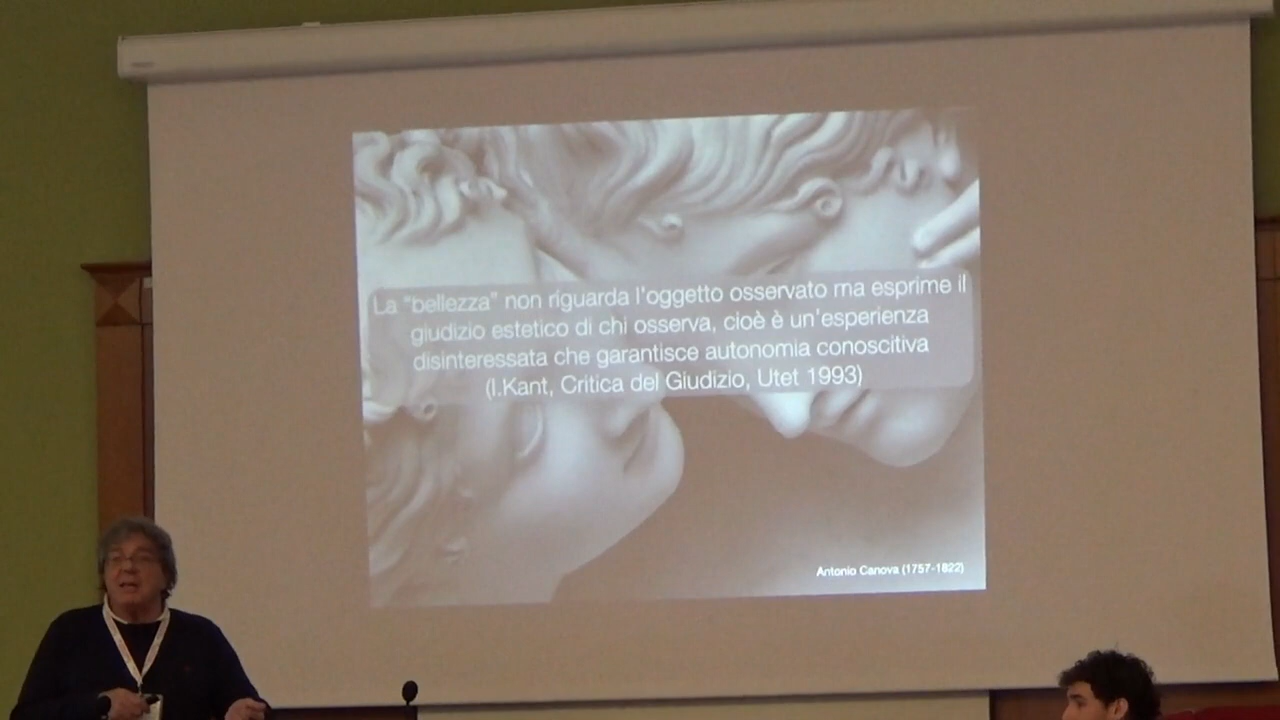 La “bellezza” non riguarda l'oggetto osservato ma esprime il
giudizio estetico di chi osserva, cioè è un'esperienza
disinteressata che garantisce autonomia conoscitiva
(I.Kant, Critica del Giudizio, Utet 1993)
Antonio Canova (1757-1822)